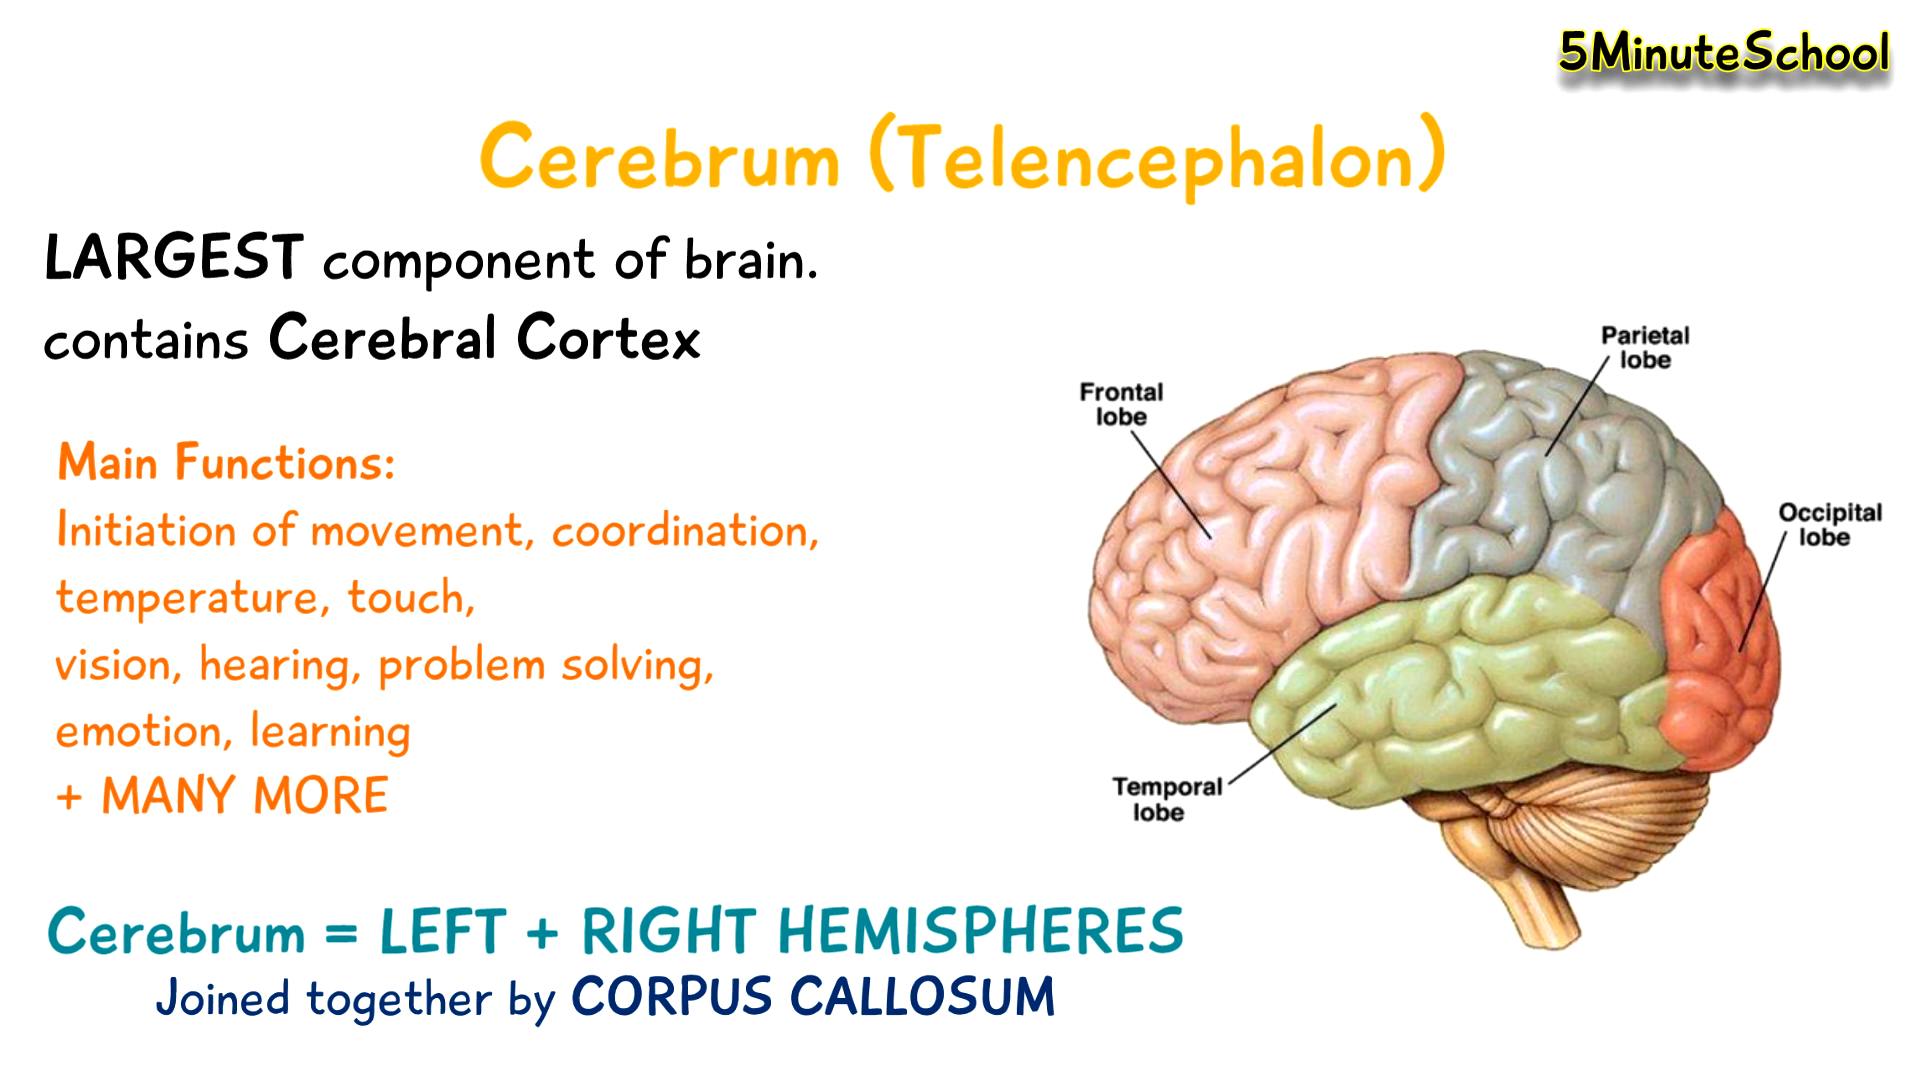 5MinuteSchool
Cerebrum (Telencephalon)
LARGEST component of brain.
contains Cerebral Cortex
Main Functions:
Initiation of movement, coordination,
temperature, touch,
vision, hearing, problem solving,
emotion, learning
+ MANY MORE
Cerebrum = LEFT + RIGHT HEMISPHERES
Joined together by CORPUS CALLOSUM
Frontal
lobe
Parietal
lobe
Occipital
lobe
Temporal
lobe